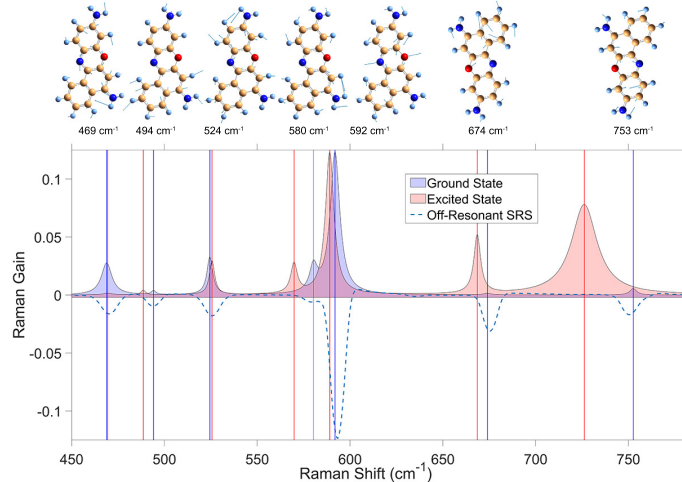 469 cm-1 494 cm-1 524 cm-1 580 cm-1 592 cm-1 674 cm-1 753 cm-1
0.1
0.05
0
-0.05
-0.1
Raman Gain
Ground State
Excited State
Off-Resonant SRS
450 500 550 600 650 700 750
Raman Shift (cm-1)